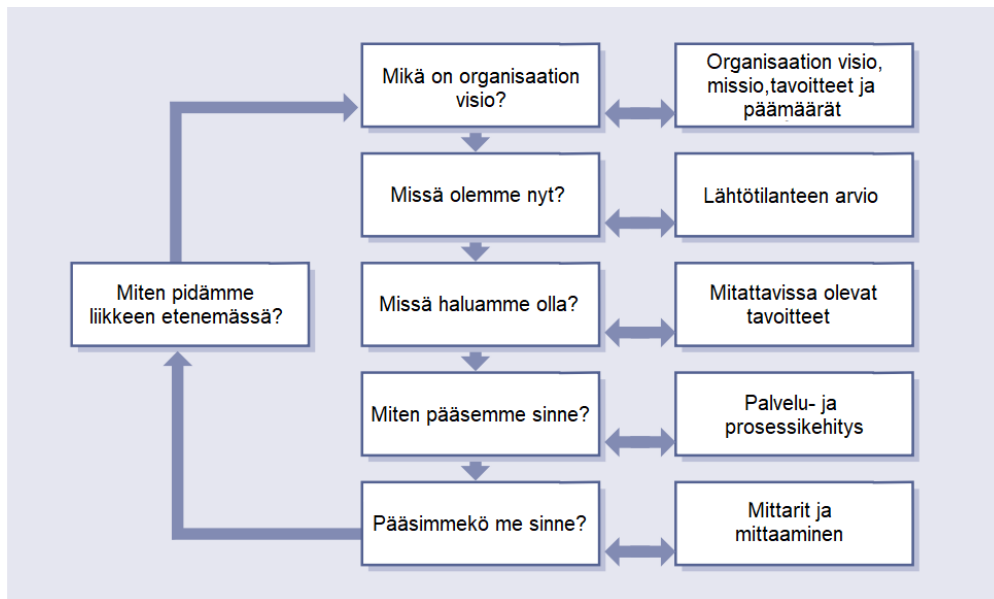 Mikä on organisaation
visio?
Organisaation visio,
missio,tavoitteet ja
päämäärät
Missä olemme nyt?
Lähtötilanteen arvio
Miten pidämme
liikkeen etenemässä?
Missä haluamme olla?
Mitattavissa olevat
tavoitteet
Miten pääsemme sinne?
Palvelu- ja
prosessikehitys
Pääsimmekö me sinne?
Mittarit ja
mittaaminen